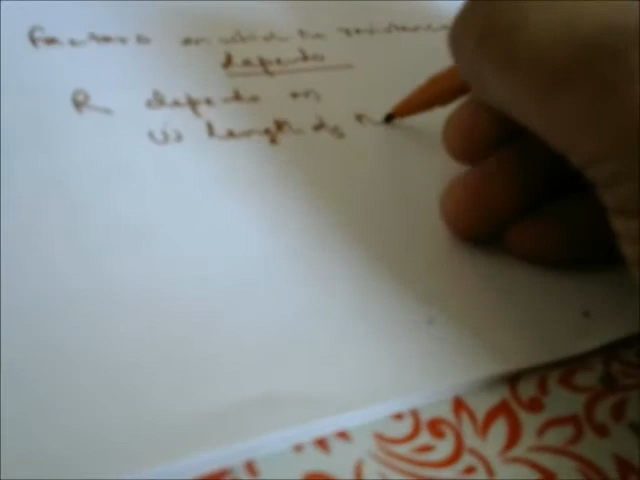 Factors on which the resistance
depends
R depends on
(i) length of